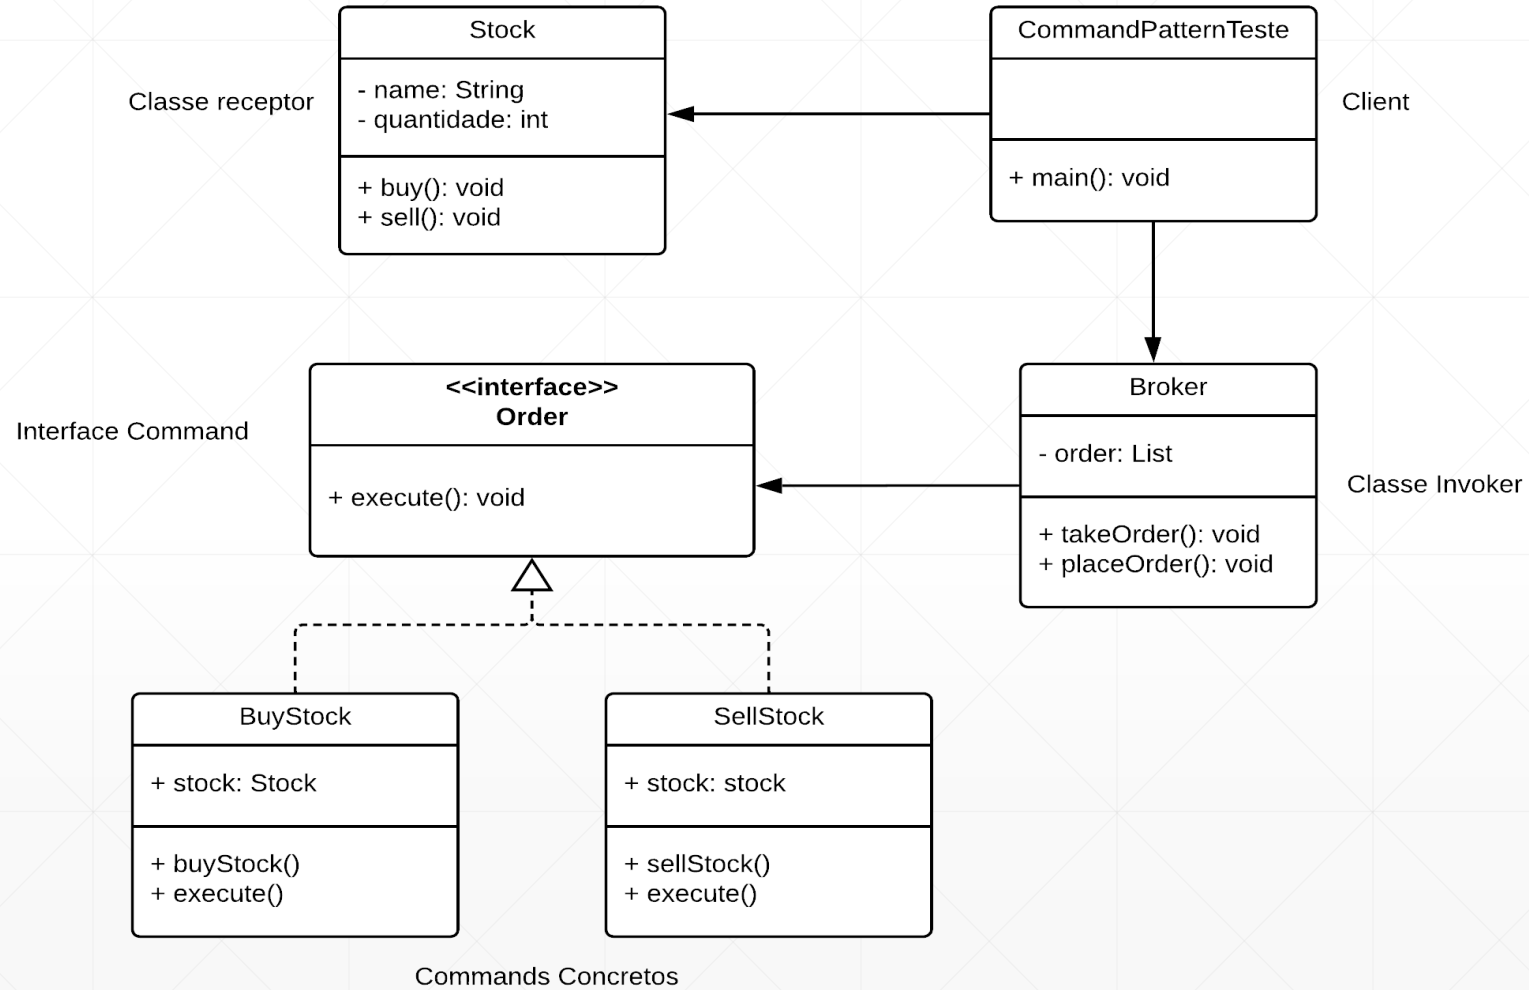 Stock
Classe receptor
- name: String
- quantidade: int
+ buy(): void
+ sell(): void
CommandPatternTeste
Client
+ main(): void
Interface Command
<<interface>>
Order
+ execute(): void
Broker
- order: List
Classe Invoker
+ takeOrder(): void
+ placeOrder(): void
BuyStock
+ stock: Stock
+ buyStock()
+ execute()
SellStock
+ stock: stock
+ sellStock()
+ execute()
Commands Concretos